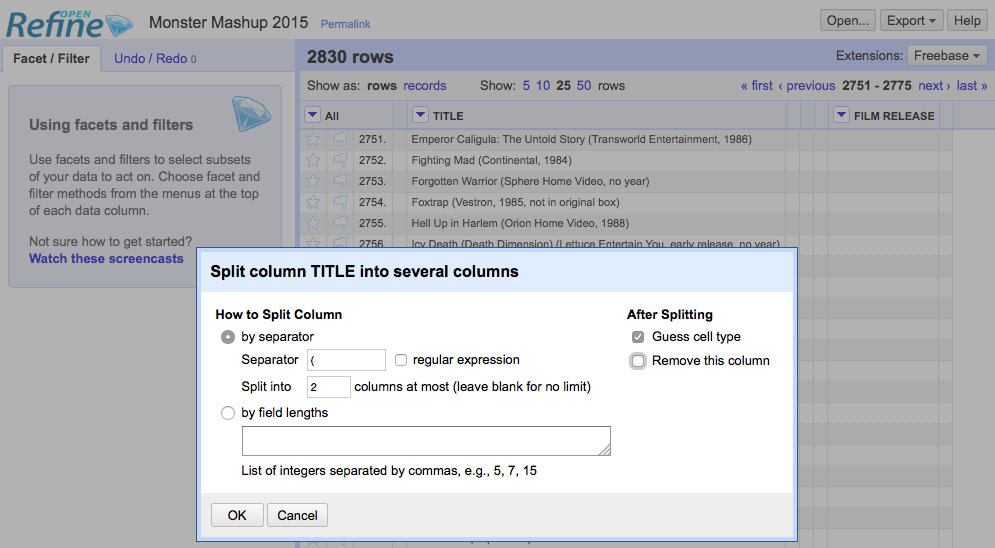 OPEN
Refine
Monster Mashup 2015 Permalink
Open... Export Help
Facet / Filter Undo / Redo 0
2830 rows
Extensions: Freebase
Show as: rows records Show: 5 10 25 50 rows « first ‹ previous 2751 - 2775 next › last »
Using facets and filters
Use facets and filters to select subsets
of your data to act on. Choose facet and
filter methods from the menus at the top
of each data column.
Not sure how to get started?
Watch these screencasts
All TITLE FILM RELEASE
2751. Emperor Caligula: The Untold Story (Transworld Entertainment, 1986)
2752. Fighting Mad (Continental, 1984)
2753. Forgotten Warrior (Sphere Home Video, no year)
2754. Foxtrap (Vestron, 1985, not in original box)
2755. Hell Up in Harlem (Orion Home Video, 1988)
2756. Icy Death (Death Dimension) (Lettuce Entertain You, early release, no year)
Split column TITLE into several columns
How to Split Column
by separator
Separator ( regular expression
Split into 2 columns at most (leave blank for no limit)
by field lengths
List of integers separated by commas, e.g., 5, 7, 15
After Splitting
Guess cell type
Remove this column
OK Cancel